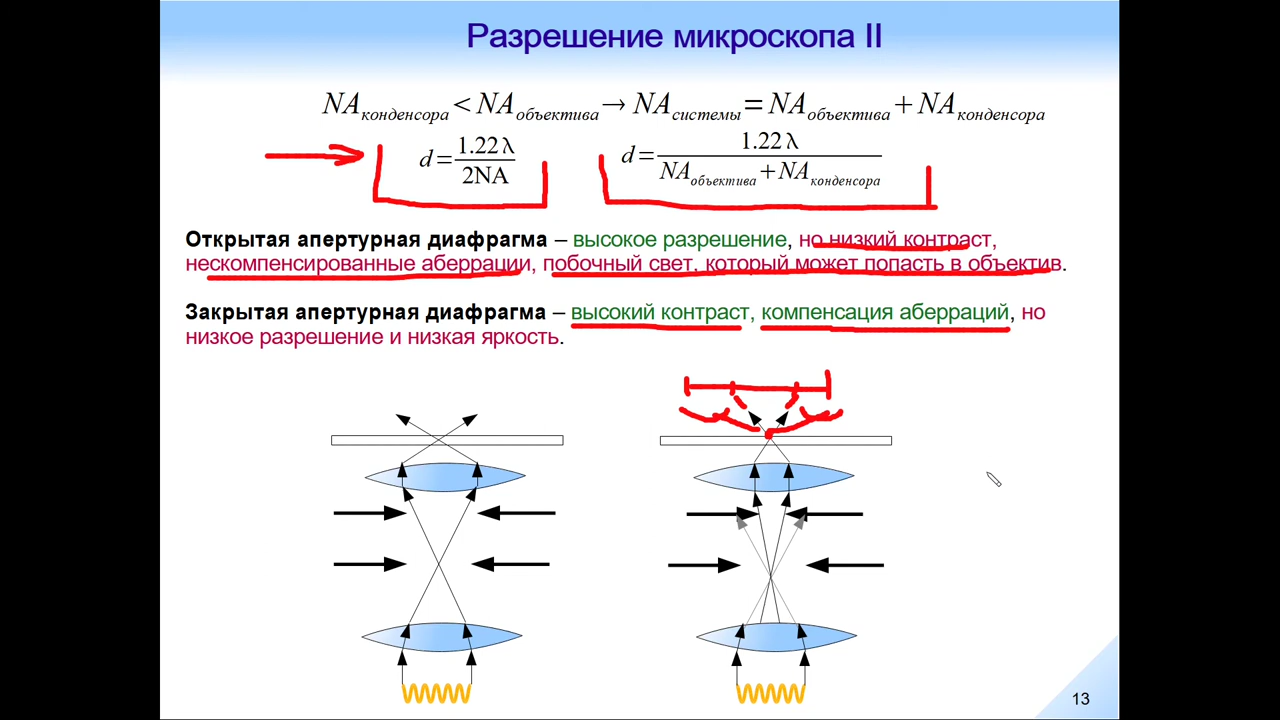 Разрешение микроскопа II
NAконденсора < NAобъектива → NAсистемы = NAобъектива + NAконденсора
d = 1.22 λ / 2NA d = 1.22 λ / NAобъектива + NAконденсора
Открытая апертурная диафрагма – высокое разрешение, но низкий контраст,
нескомпенсированные аберрации, побочный свет, который может попасть в объектив.
Закрытая апертурная диафрагма – высокий контраст, компенсация аберраций, но
низкое разрешение и низкая яркость.
13